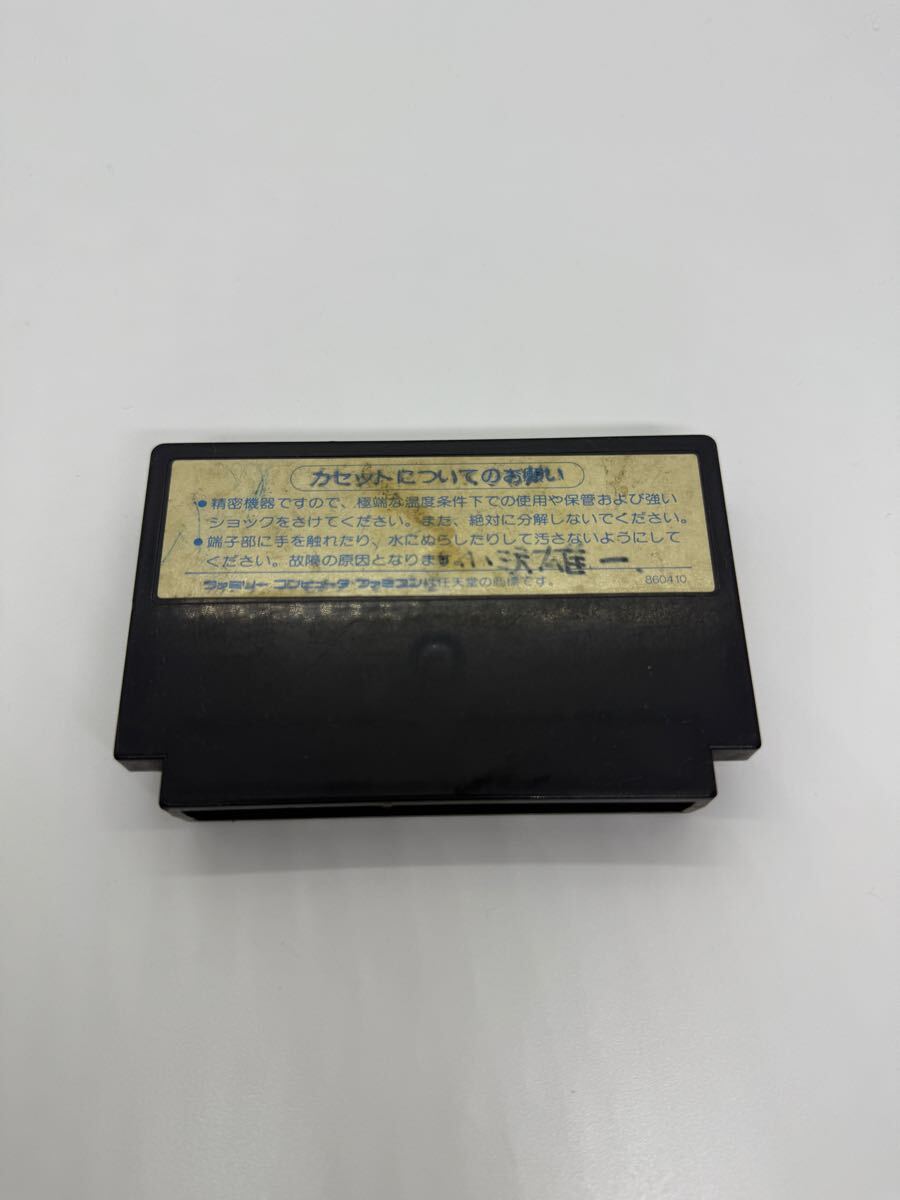 カセットについてのお願い
●精密機器ですので、極端な温度条件下での使用や保管および強い
ショックをさけてください。また、絶対に分解しないでください。
●端子部に手を触れたり、水にぬらしたりして汚さないようにして
ください。故障の原因となりま
雄一
ファミリーコンピュータ ファミコンは任天堂の商標です。
860410